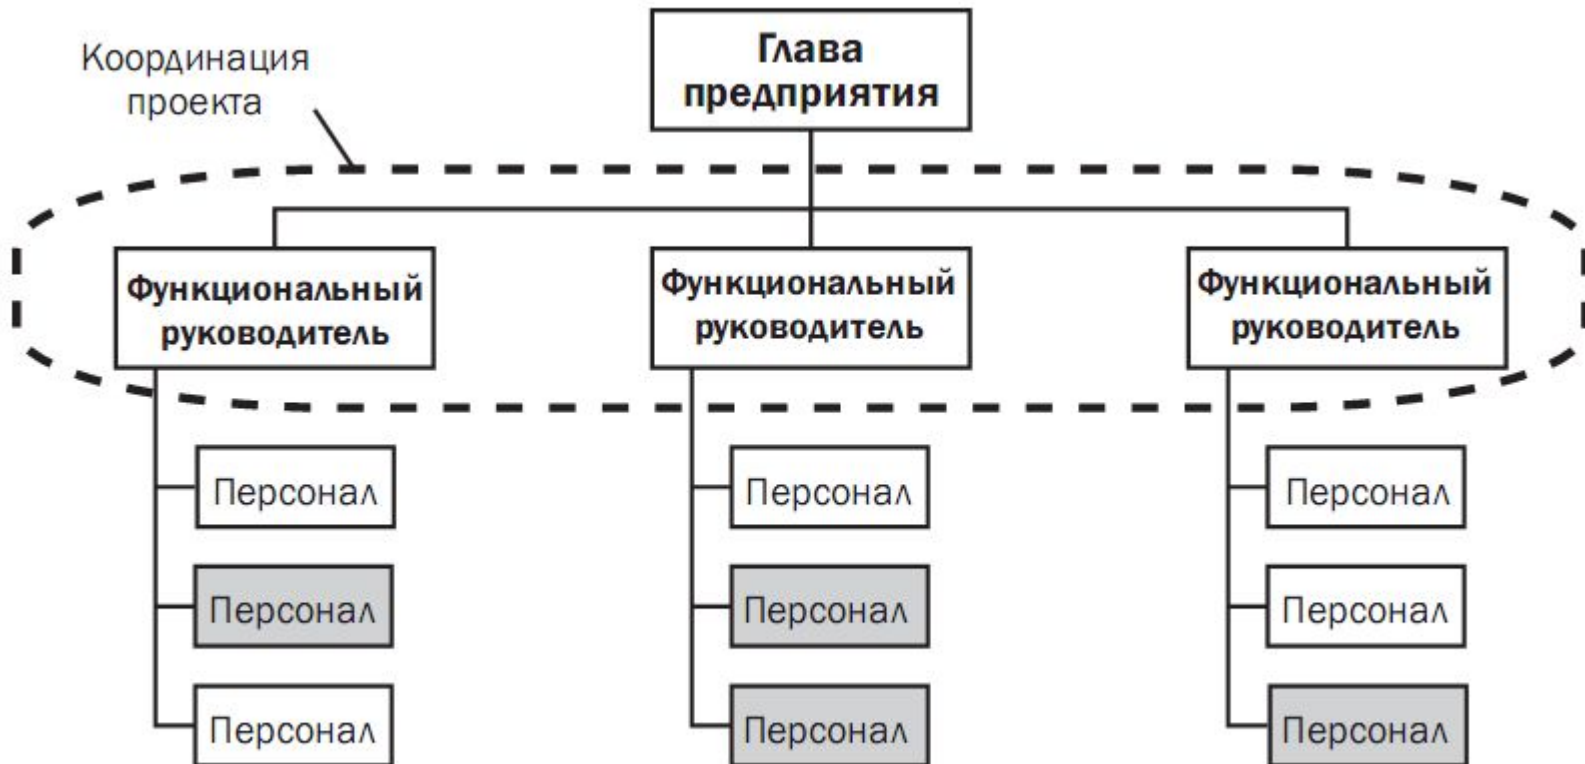 Координация
проекта
Глава
предприятия
Функциональный
руководитель
Функциональный
руководитель
Функциональный
руководитель
Персонал
Персонал
Персонал
Персонал
Персонал
Персонал
Персонал
Персонал
Персонал